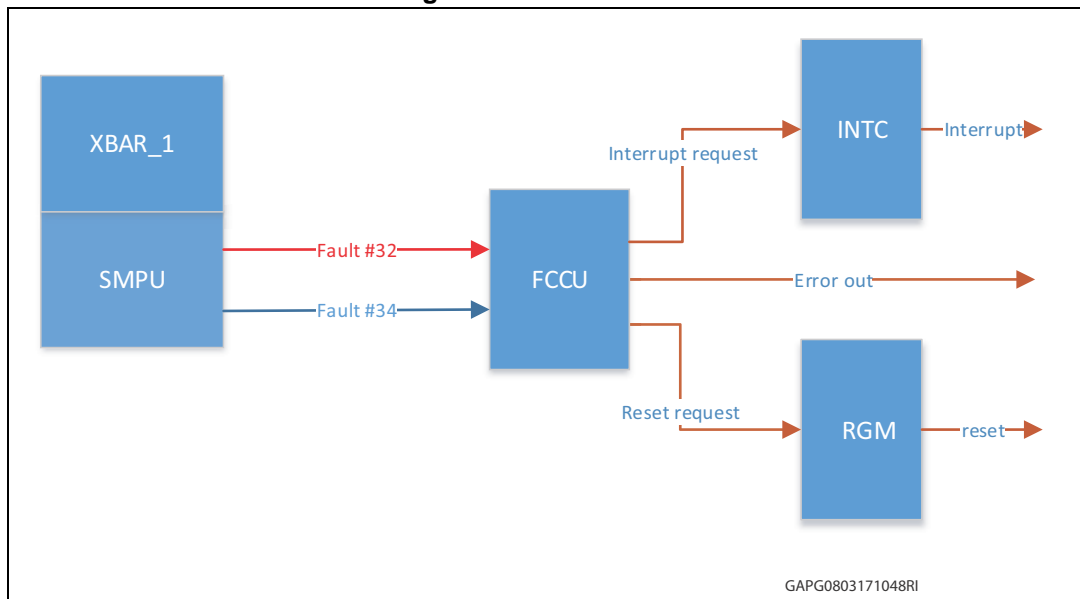 XBAR_1
SMPU
Fault #32
Fault #34
FCCU
Interrupt request
INTC
Interrupt
Error out
Reset request
RGM
reset
GAPG0803171048RI